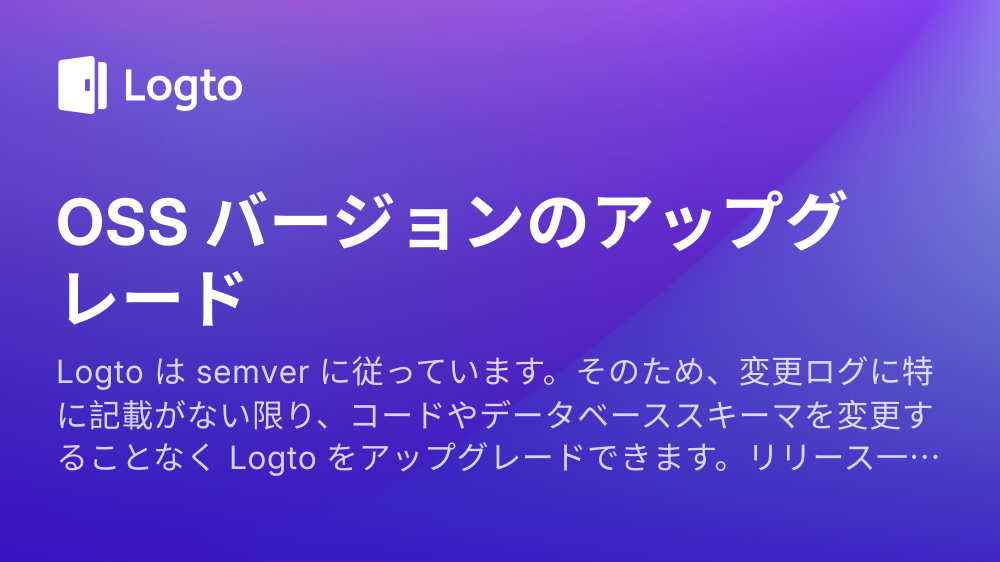 Logto
OSS バージョンのアップグ
レード
Logto は semver に従っています。そのため、変更ログに特
に記載がない限り、コードやデータベーススキーマを変更す
ることなく Logto をアップグレードできます。リリース一…